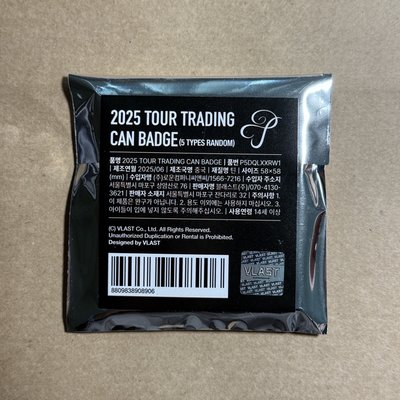 2025 TOUR TRADING
CAN BADGE(5 TYPES RANDOM)
품명 2025 TOUR TRADING CAN BADGE | 품번 P5DQLXXRW1
| 제조연월 2025/06 | 제조국명 중국 | 재질명 틴 | 사이즈 58×58
(mm) | 수입자명 (주)로운컴퍼니씨앤씨/1566-7216 | 수입자 주소지
서울특별시 마포구 상암산로 76 | 판매자명 블래스트(주)/070-4130-
3621 | 판매자 소재지 서울특별시 마포구 잔다리로 32 | 주의사항 1.
이 제품은 완구가 아닙니다. 2. 용도 이외에는 사용하지 마십시오. 3.
아이들이 입에 넣지 않도록 주의해주십시오. | 사용연령 14세 이상
(C) VLAST Co., Ltd. All Rights Reserved.
Unauthorized Duplication or Rental is Prohibited.
Designed by VLAST
VLAST
8809838908906